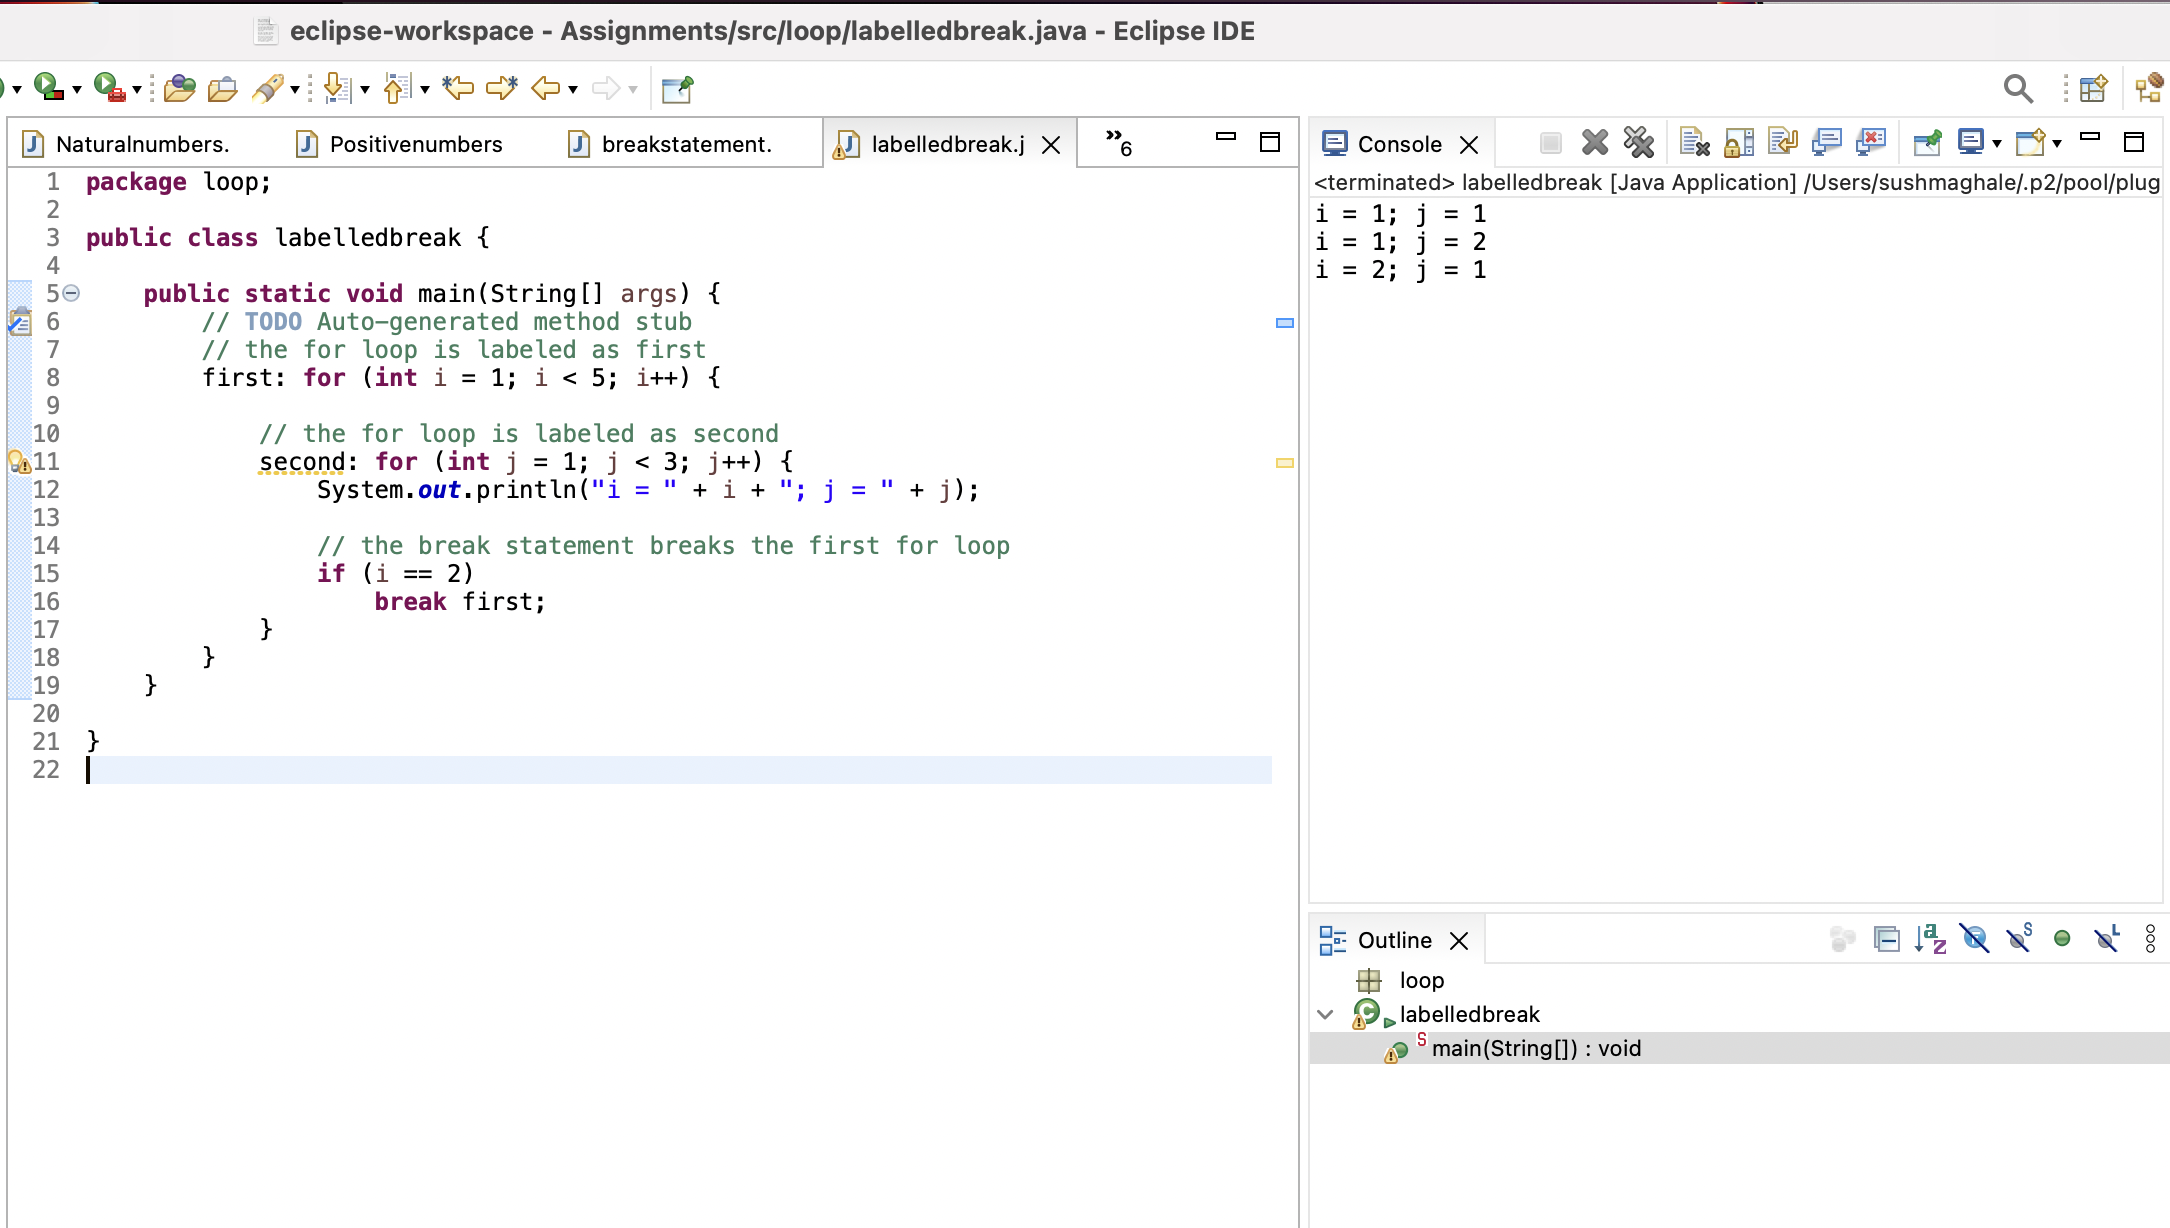 eclipse-workspace - Assignments/src/loop/labelledbreak.java - Eclipse IDE
Naturalnumbers. Positivenumbers breakstatement. labelledbreak.j »6
1 package loop;
2
3 public class labelledbreak {
4
5 public static void main(String[] args) {
6 // TODO Auto-generated method stub
7 // the for loop is labeled as first
8 first: for (int i = 1; i < 5; i++) {
9
10 // the for loop is labeled as second
11 second: for (int j = 1; j < 3; j++) {
12 System.out.println("i = " + i + "; j = " + j);
13
14 // the break statement breaks the first for loop
15 if (i == 2)
16 break first;
17 }
18 }
19 }
20
21 }
22
Console
<terminated> labelledbreak [Java Application] /Users/sushmaghale/.p2/pool/plug
i = 1; j = 1
i = 1; j = 2
i = 2; j = 1
Outline
loop
labelledbreak
main(String[]) : void